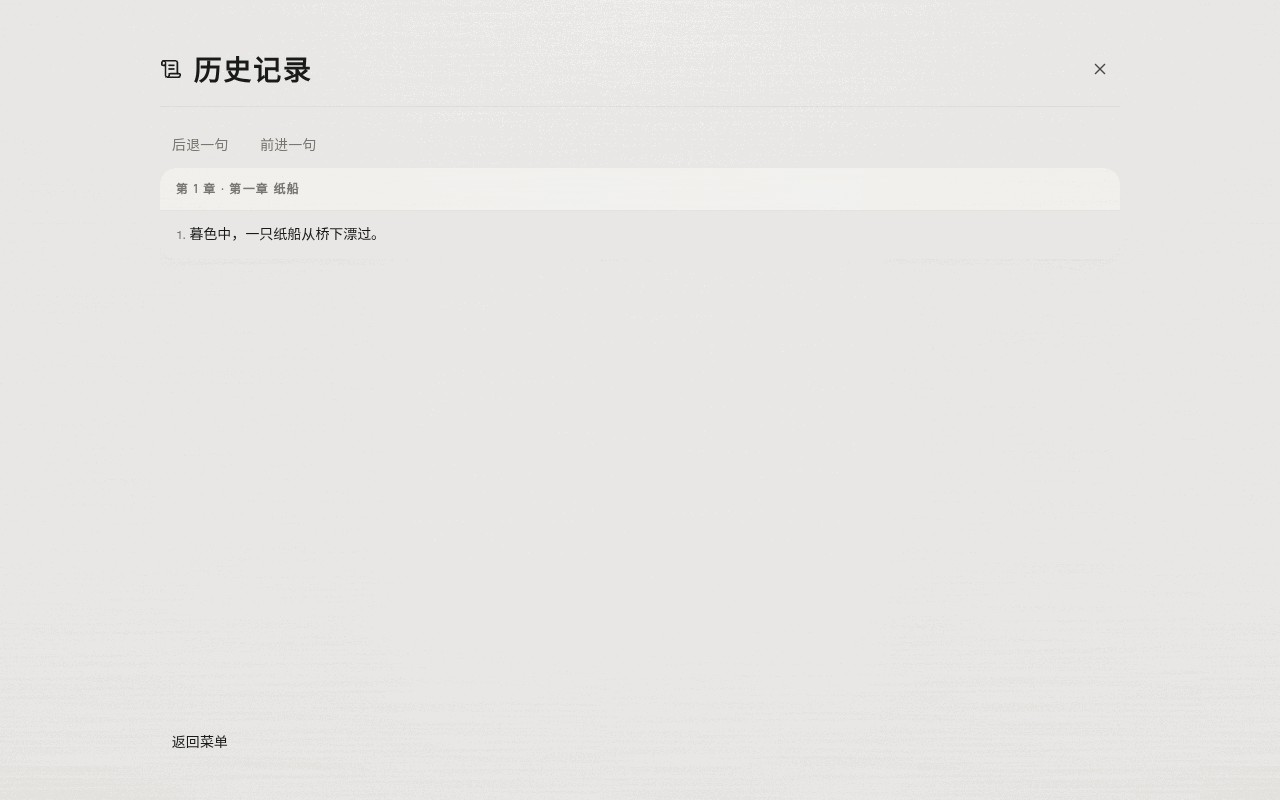 历史记录
后退一句 前进一句
第 1 章 · 第一章 纸船
1. 暮色中，一只纸船从桥下漂过。
返回菜单